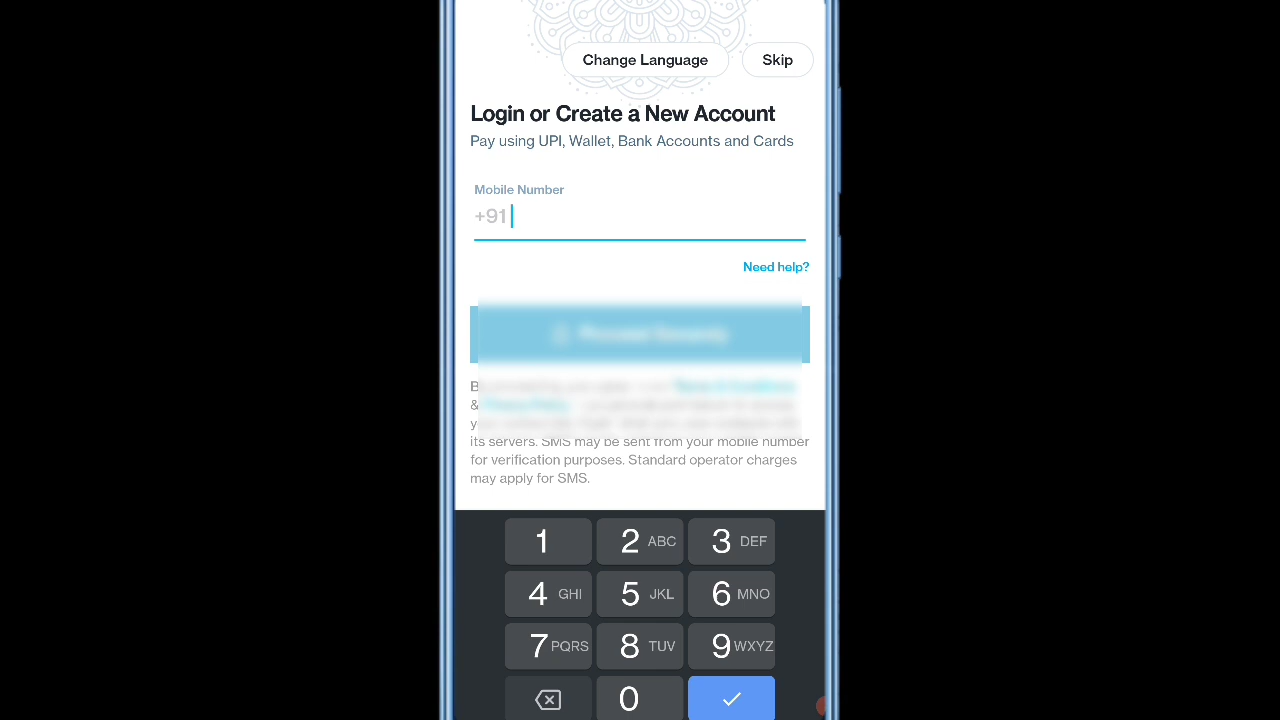 Change Language
Skip
Login or Create a New Account
Pay using UPI, Wallet, Bank Accounts and Cards
Mobile Number
+91
Need help?
Proceed Securely
&
its servers. SMS may be sent from your mobile number
for verification purposes. Standard operator charges
may apply for SMS.
1
2 ABC
3 DEF
4 GHI
5 JKL
6 MNO
7 PQRS
8 TUV
9 WXYZ
0